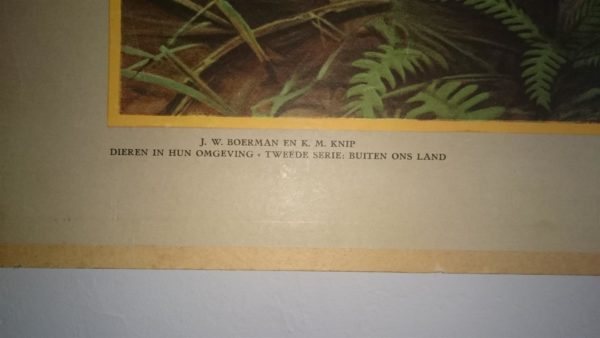 J. W. BOERMAN EN K. M. KNIP
DIEREN IN HUN OMGEVING • TWEEDE SERIE: BUITEN ONS LAND